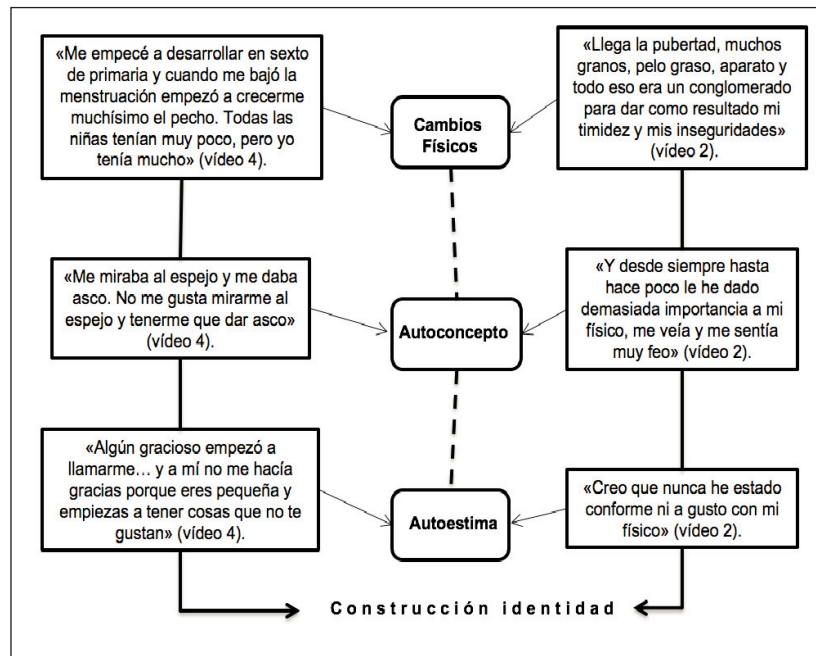 «Me empecé a desarrollar en sexto
de primaria y cuando me bajó la
menstruación empezó a crecerme
muchísimo el pecho. Todas las
niñas tenían muy poco, pero yo
tenía mucho» (vídeo 4).
Cambios
Físicos
«Llega la pubertad, muchos
granos, pelo graso, aparato y
todo eso era un conglomerado
para dar como resultado mi
timidez y mis inseguridades»
(vídeo 2).
«Me miraba al espejo y me daba
asco. No me gusta mirarme al
espejo y tenerme que dar asco»
(vídeo 4).
Autoconcepto
«Y desde siempre hasta
hace poco le he dado
demasiada importancia a mi
físico, me veía y me sentía
muy feo» (vídeo 2).
«Algún gracioso empezó a
llamarme… y a mí no me hacía
gracias porque eres pequeña y
empiezas a tener cosas que no te
gustan» (vídeo 4).
Autoestima
«Creo que nunca he estado
conforme ni a gusto con mi
físico» (vídeo 2).
Construcción identidad